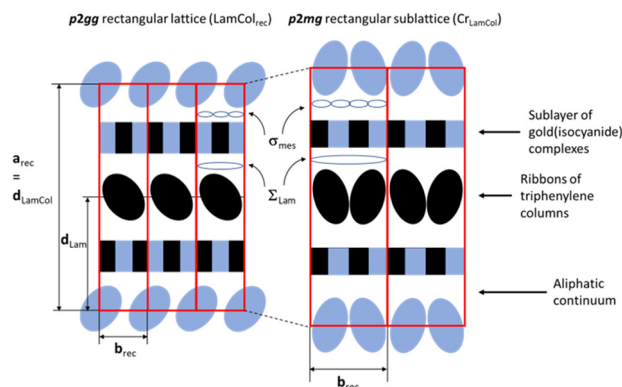 p2gg rectangular lattice (LamColrec)
p2mg rectangular sublattice (CrLamCol)
σmes
Sublayer of
gold(isocyanide)
complexes
arec
=
dLamCol
ΣLam
Ribbons of
triphenylene
columns
dLam
Aliphatic
continuum
brec
brec